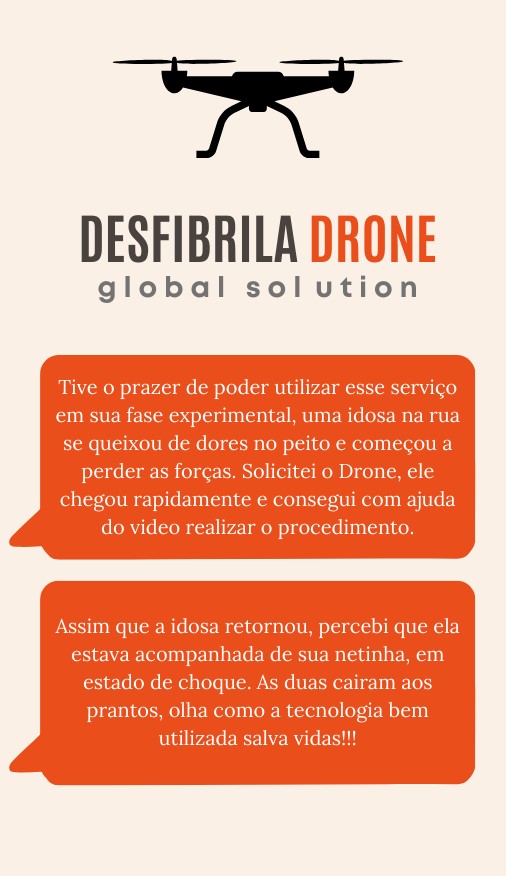 DESFIBRILA DRONE
global solution
Tive o prazer de poder utilizar esse serviço
em sua fase experimental, uma idosa na rua
se queixou de dores no peito e começou a
perder as forças. Solicitei o Drone, ele
chegou rapidamente e consegui com ajuda
do video realizar o procedimento.
Assim que a idosa retornou, percebi que ela
estava acompanhada de sua netinha, em
estado de choque. As duas cairam aos
prantos, olha como a tecnologia bem
utilizada salva vidas!!!